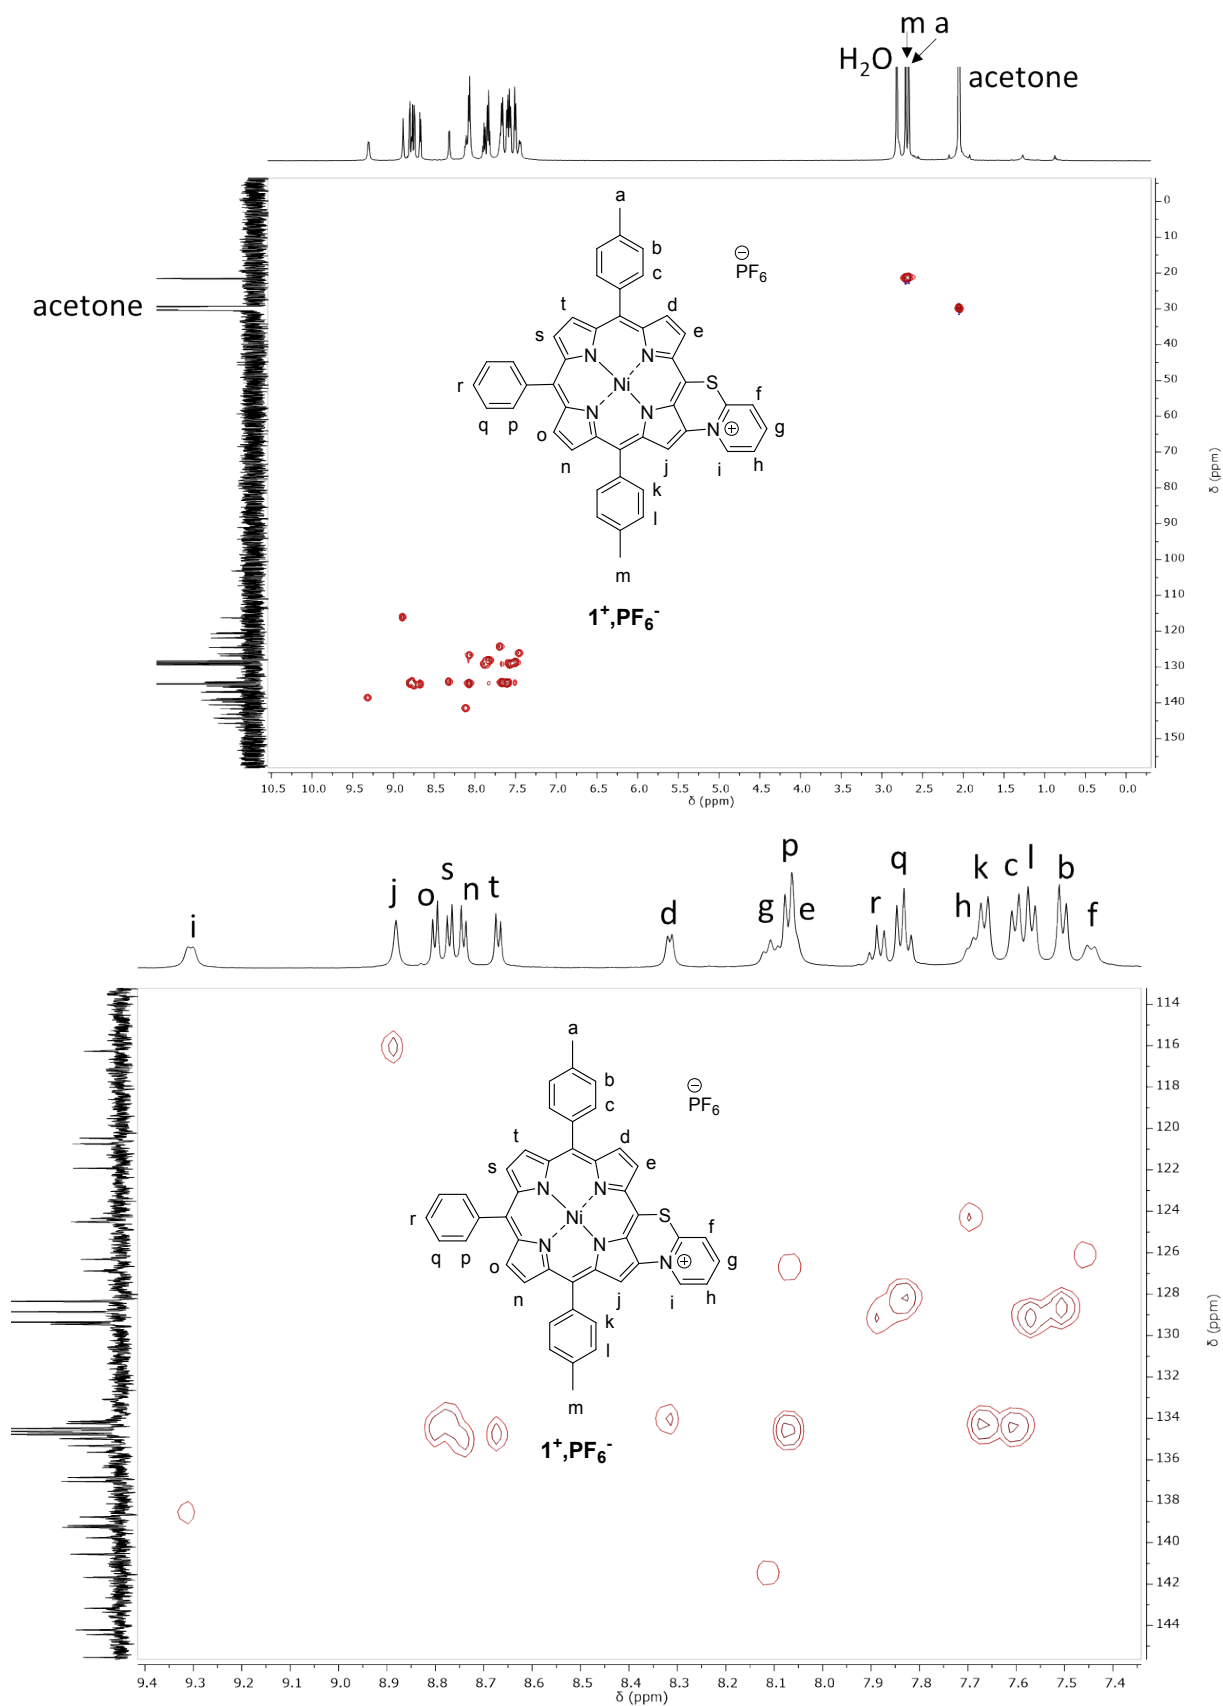 m a
H₂O
acetone
acetone
a
b
c
⊖
PF₆
t
d
s
e
N
N
Ni
S
r
f
N
N
N
⊕
g
q
p
o
n
j
i
h
k
l
m
1⁺,PF₆⁻
0
10
20
30
40
50
60
70
80
90
100
110
120
130
140
150
δ (ppm)
10.5 10.0 9.5 9.0 8.5 8.0 7.5 7.0 6.5 6.0 5.5 5.0 4.5 4.0 3.5 3.0 2.5 2.0 1.5 1.0 0.5 0.0
δ (ppm)
i
j
o
s
n
t
d
g
p
e
r
q
h
k
c
l
b
f
a
b
c
⊖
PF₆
t
d
s
e
N
N
Ni
S
r
f
N
N
N
⊕
g
q
p
o
n
j
i
h
k
l
m
1⁺,PF₆⁻
114
116
118
120
122
124
126
128
130
132
134
136
138
140
142
144
δ (ppm)
9.4 9.3 9.2 9.1 9.0 8.9 8.8 8.7 8.6 8.5 8.4 8.3 8.2 8.1 8.0 7.9 7.8 7.7 7.6 7.5 7.4
δ (ppm)